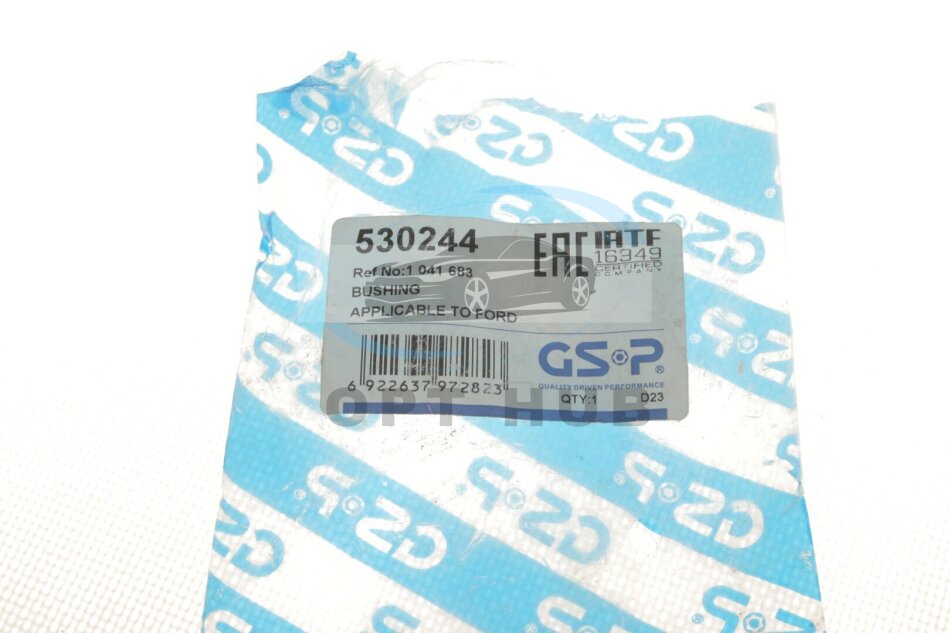 530244
EAC IATF
16949
CERTIFIED
COMPANY
Ref No:1 041 683
BUSHING
APPLICABLE TO FORD
GS·P®
QUALITY DRIVEN PERFORMANCE
6 922637 972823
QTY:1 D23
OPT HUB